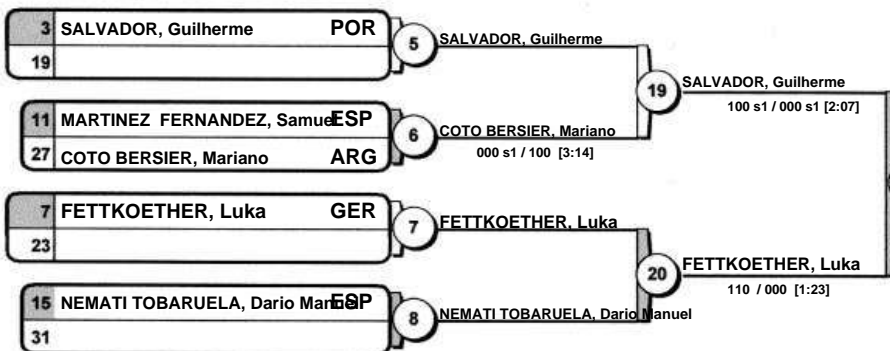 3 SALVADOR, Guilherme POR
19
5
SALVADOR, Guilherme
11 MARTINEZ FERNANDEZ, Samuel ESP
27 COTO BERSIER, Mariano ARG
6
COTO BERSIER, Mariano
000 s1 / 100 [3:14]
19
SALVADOR, Guilherme
100 s1 / 000 s1 [2:07]
7 FETTKOETHER, Luka GER
23
7
FETTKOETHER, Luka
15 NEMATI TOBARUELA, Dario Manuel ESP
31
8
NEMATI TOBARUELA, Dario Manuel
20
FETTKOETHER, Luka
110 / 000 [1:23]